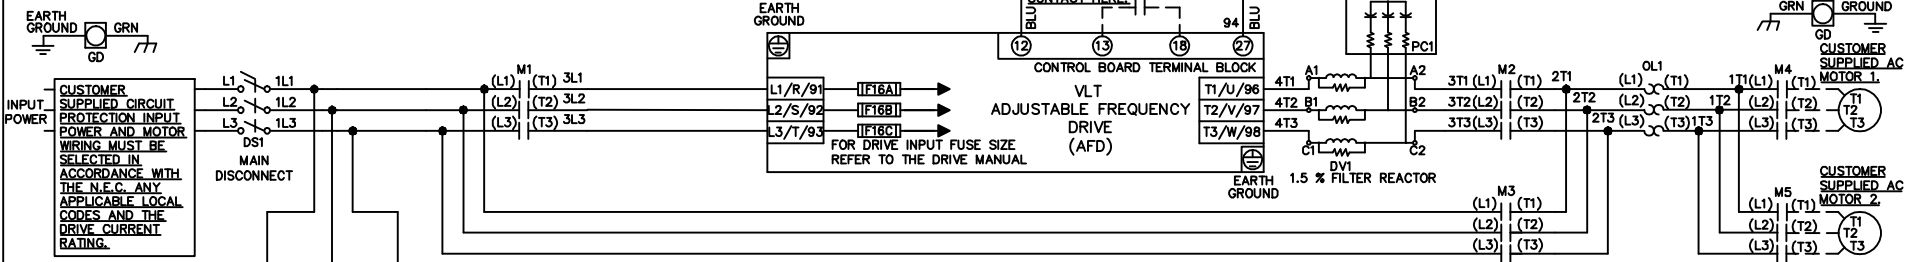 EARTH
GROUND
GRN
GD
INPUT
POWER
CUSTOMER
SUPPLIED CIRCUIT
PROTECTION INPUT
POWER AND MOTOR
WIRING MUST BE
SELECTED IN
ACCORDANCE WITH
THE N.E.C. ANY
APPLICABLE LOCAL
CODES AND THE
DRIVE CURRENT
RATING.
L1 1L1
L2 1L2
L3 1L3
DS1
MAIN
DISCONNECT
M1
(L1) (T1) 3L1
(L2) (T2) 3L2
(L3) (T3) 3L3
EARTH
GROUND
L1/R/91
L2/S/92
L3/T/93
F16A
F16B
F16C
FOR DRIVE INPUT FUSE SIZE
REFER TO THE DRIVE MANUAL
BLU
94
BLU
12 13 18 27
CONTROL BOARD TERMINAL BLOCK
VLT
ADJUSTABLE FREQUENCY
DRIVE
(AFD)
T1/U/96
T2/V/97
T3/W/98
EARTH
GROUND
4T1 A1 A2
4T2 B1 B2
4T3 C1 C2
DV1
1.5 % FILTER REACTOR
PC1
M2
3T1 (L1) (T1) 2T1
3T2 (L2) (T2) 2T2
3T3 (L3) (T3) 2T3
M3
(L1) (T1)
(L2) (T2)
(L3) (T3)
OL1
(L1) (T1) 1T1
(L2) (T2) 1T2
(L3) (T3) 1T3
GRN
GROUND
GD
CUSTOMER
SUPPLIED AC
MOTOR 1.
M4
(L1) (T1)
(L2) (T2)
(L3) (T3)
T1
T2
T3
CUSTOMER
SUPPLIED AC
MOTOR 2.
M5
(L1) (T1)
(L2) (T2)
(L3) (T3)
T1
T2
T3